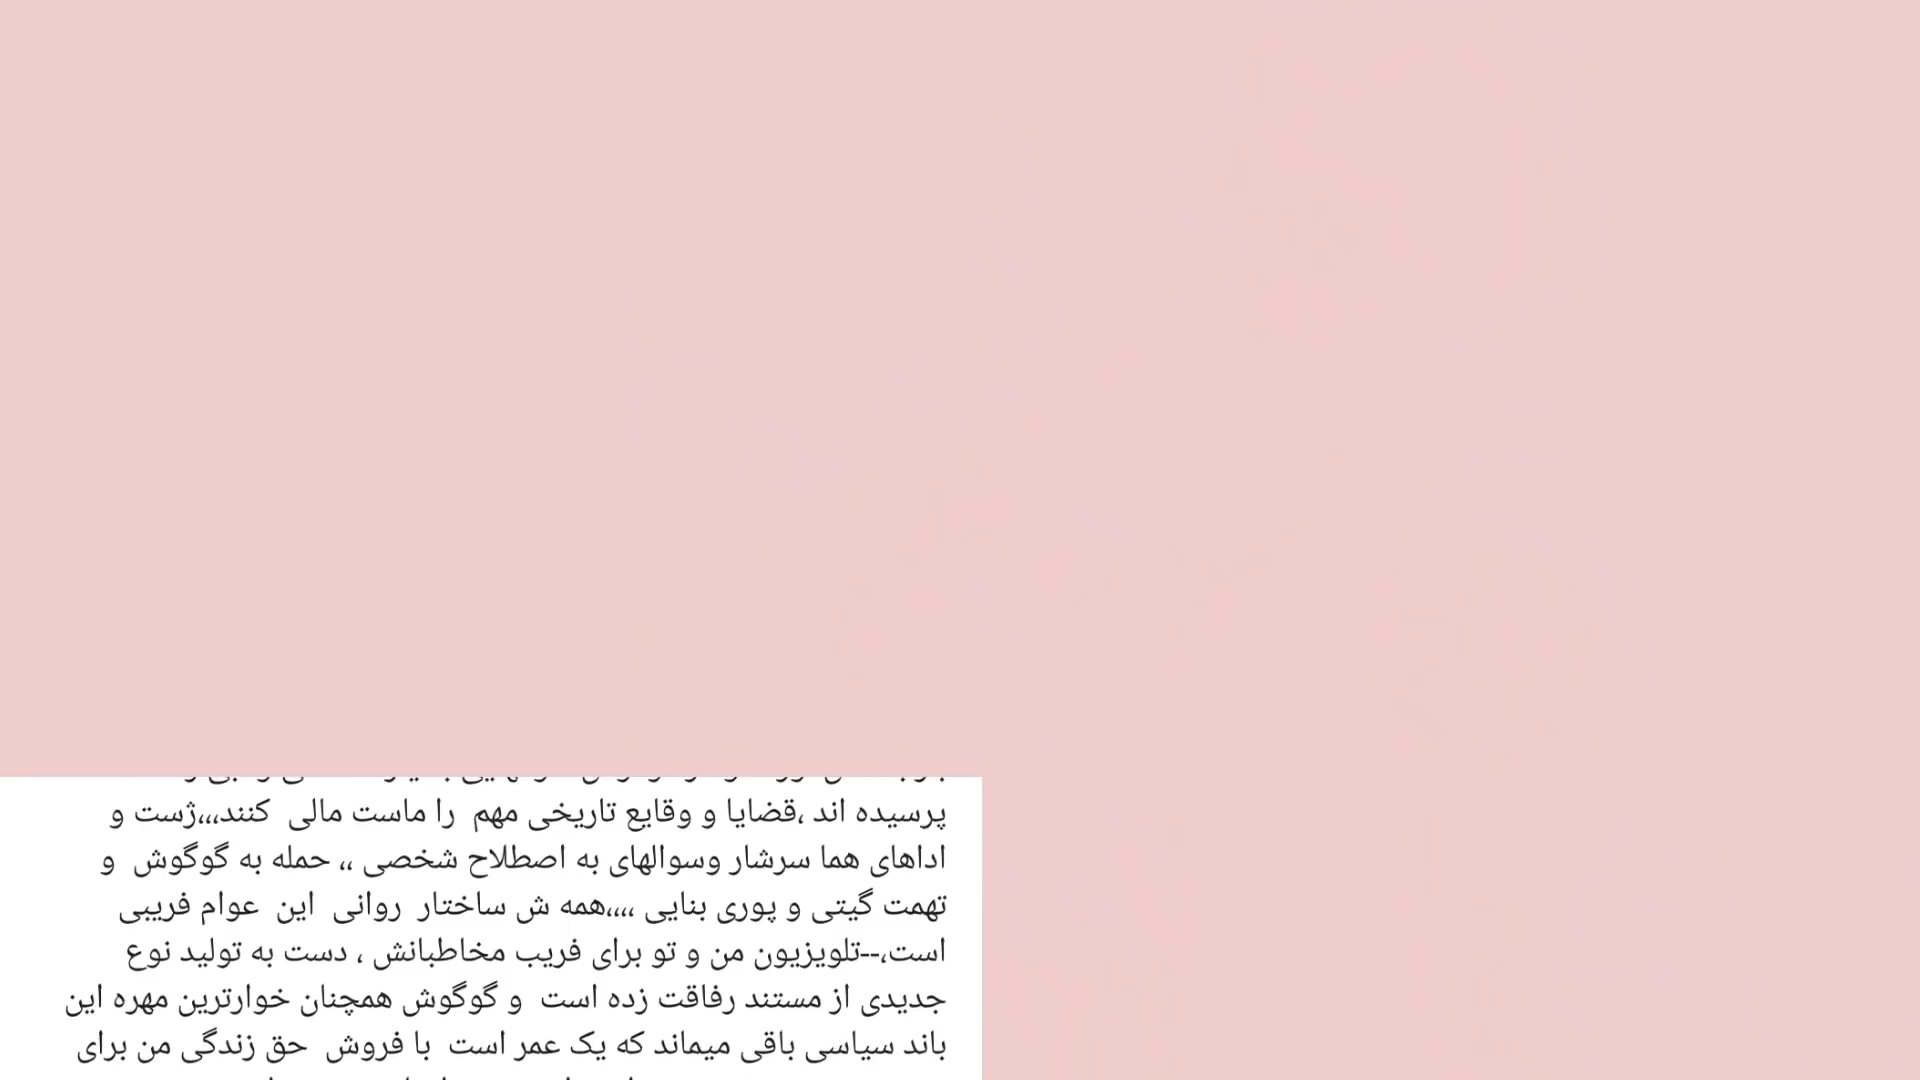 پرسیده اند ،قضایا و وقایع تاریخی مهم  را ماست مالی  کنند،،،ژست و
اداهای هما سرشار وسوالهای به اصطلاح شخصی ،، حمله به گوگوش  و
تهمت گیتی و پوری بنایی ،،،،همه ش ساختار  روانی  این  عوام فریبی
است،--تلویزیون من و تو برای فریب مخاطبانش ، دست به تولید نوع
جدیدی از مستند رفاقت زده است  و گوگوش همچنان خوارترین مهره این
باند سیاسی باقی میماند که یک عمر است  با فروش  حق زندگی من برای